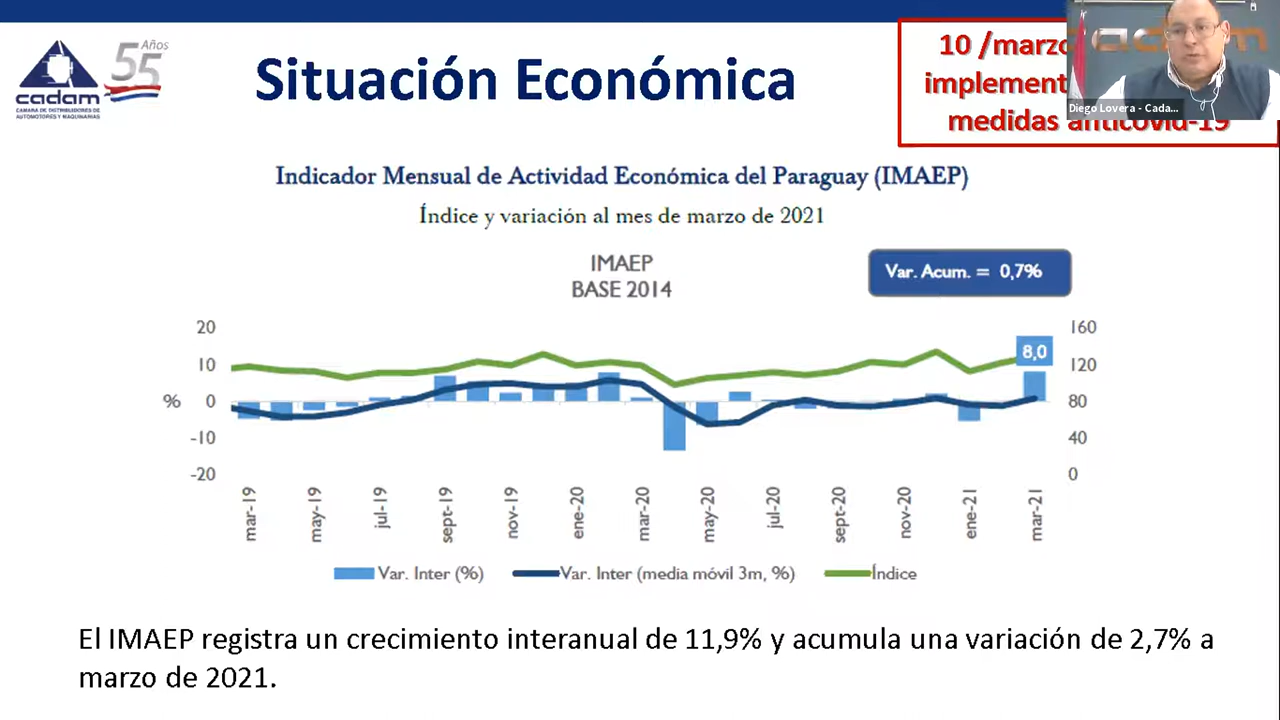 cadam
CÁMARA DE DISTRIBUIDORES DE
AUTOMOTORES Y MAQUINARIAS
55 Años
Situación Económica
10 /marzo
implement
medidas anticovid-19
Diego Lovera - Cada...
Indicador Mensual de Actividad Económica del Paraguay (IMAEP)
Índice y variación al mes de marzo de 2021
IMAEP
BASE 2014
Var. Acum. = 0,7%
20 160
8,0
10 120
% 0 80
-10 40
-20 0
mar-19 may-19 jul-19 sept-19 nov-19 ene-20 mar-20 may-20 jul-20 sept-20 nov-20 ene-21 mar-21
Var. Inter (%) Var. Inter (media móvil 3m, %) Índice
El IMAEP registra un crecimiento interanual de 11,9% y acumula una variación de 2,7% a
marzo de 2021.